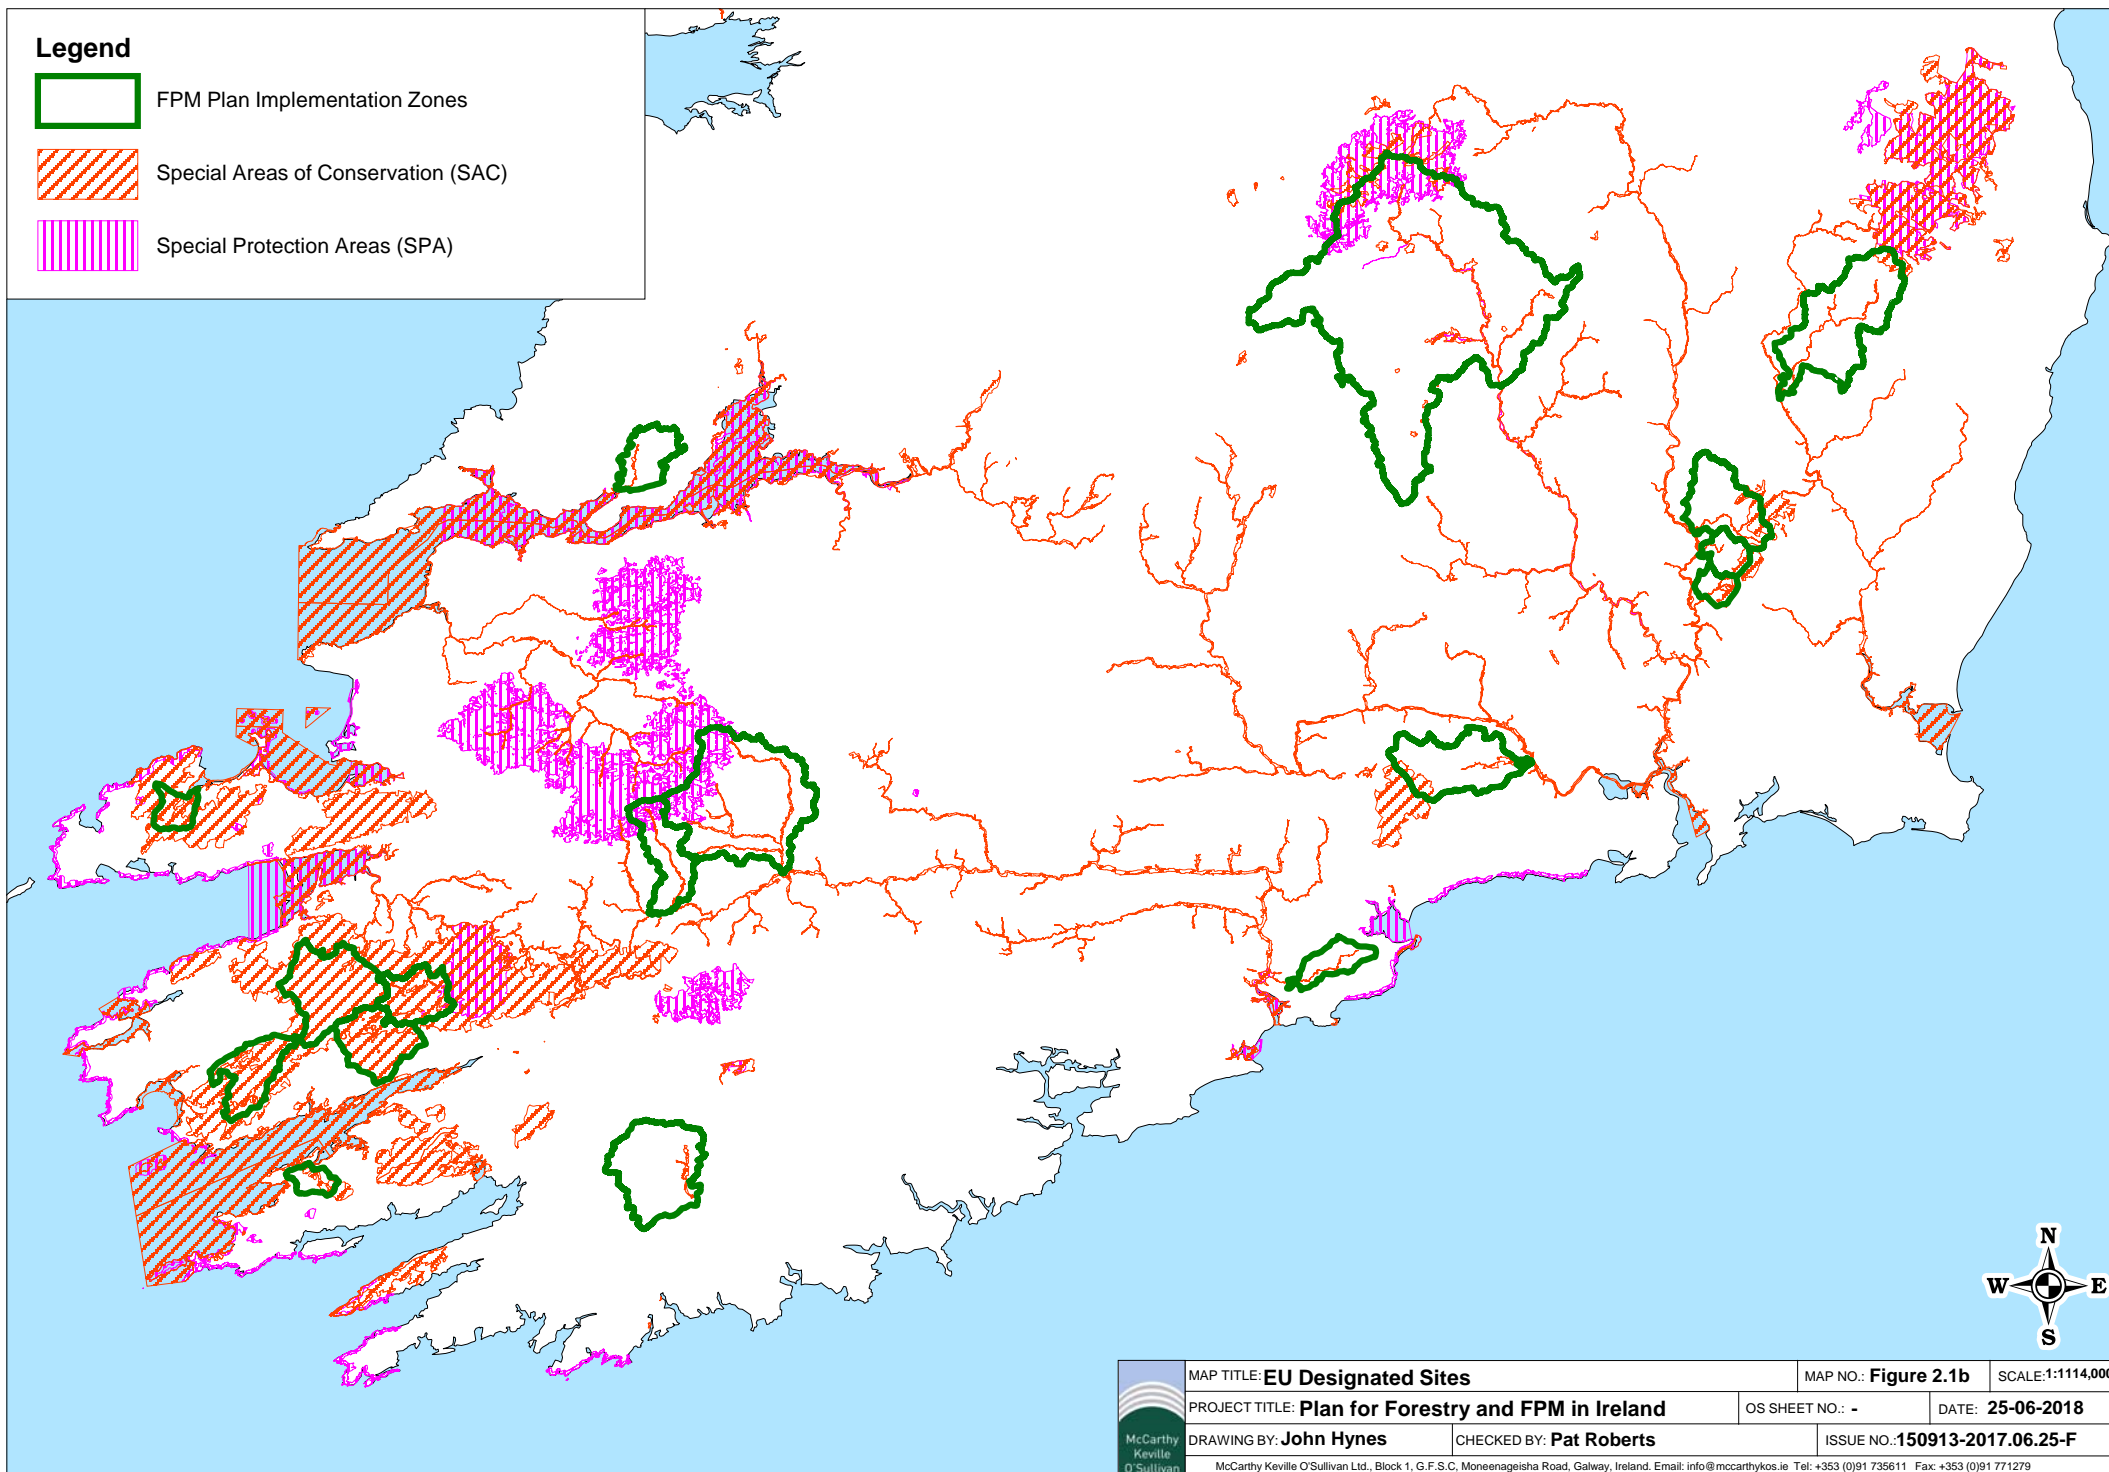 Legend
FPM Plan Implementation Zones
Special Areas of Conservation (SAC)
Special Protection Areas (SPA)
N
W E
S
MAP TITLE: EU Designated Sites
MAP NO.: Figure 2.1b
SCALE:1:1114,000
PROJECT TITLE: Plan for Forestry and FPM in Ireland
OS SHEET NO.: -
DATE: 25-06-2018
DRAWING BY: John Hynes
CHECKED BY: Pat Roberts
ISSUE NO.:150913-2017.06.25-F
McCarthy
Keville
O'Sullivan
McCarthy Keville O'Sullivan Ltd., Block 1, G.F.S.C, Moneenageisha Road, Galway, Ireland. Email: info@mccarthykos.ie Tel: +353 (0)91 735611 Fax: +353 (0)91 771279